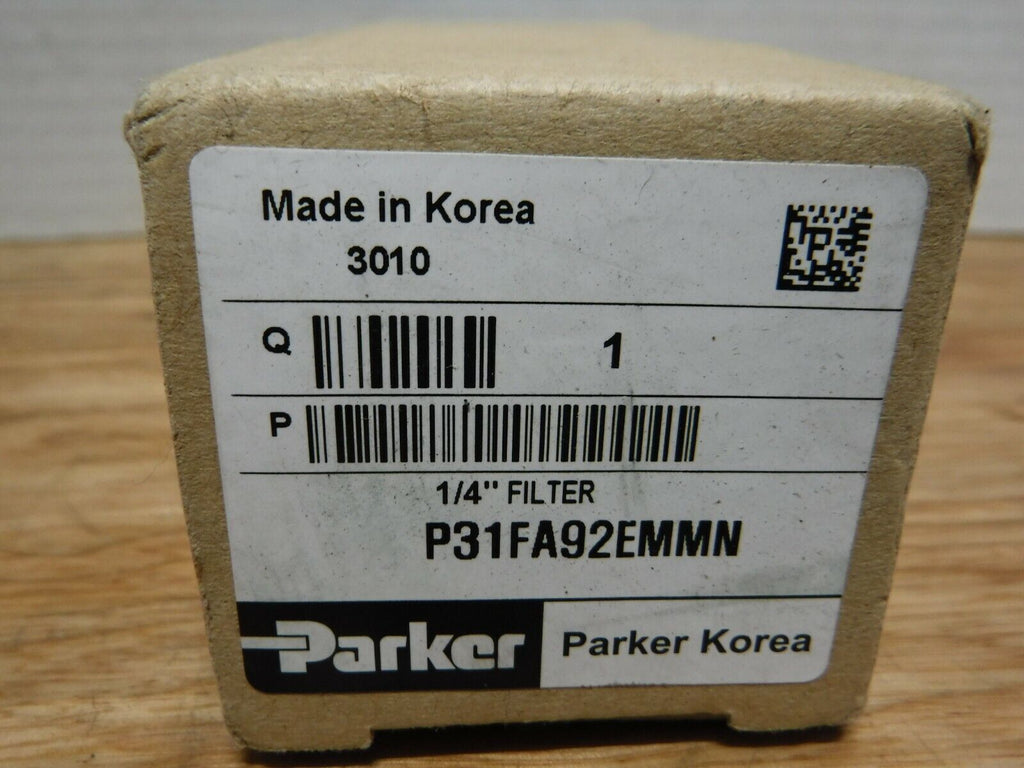 Made in Korea
3010
Q 1
P
1/4" FILTER
P31FA92EMMN
Parker Parker Korea